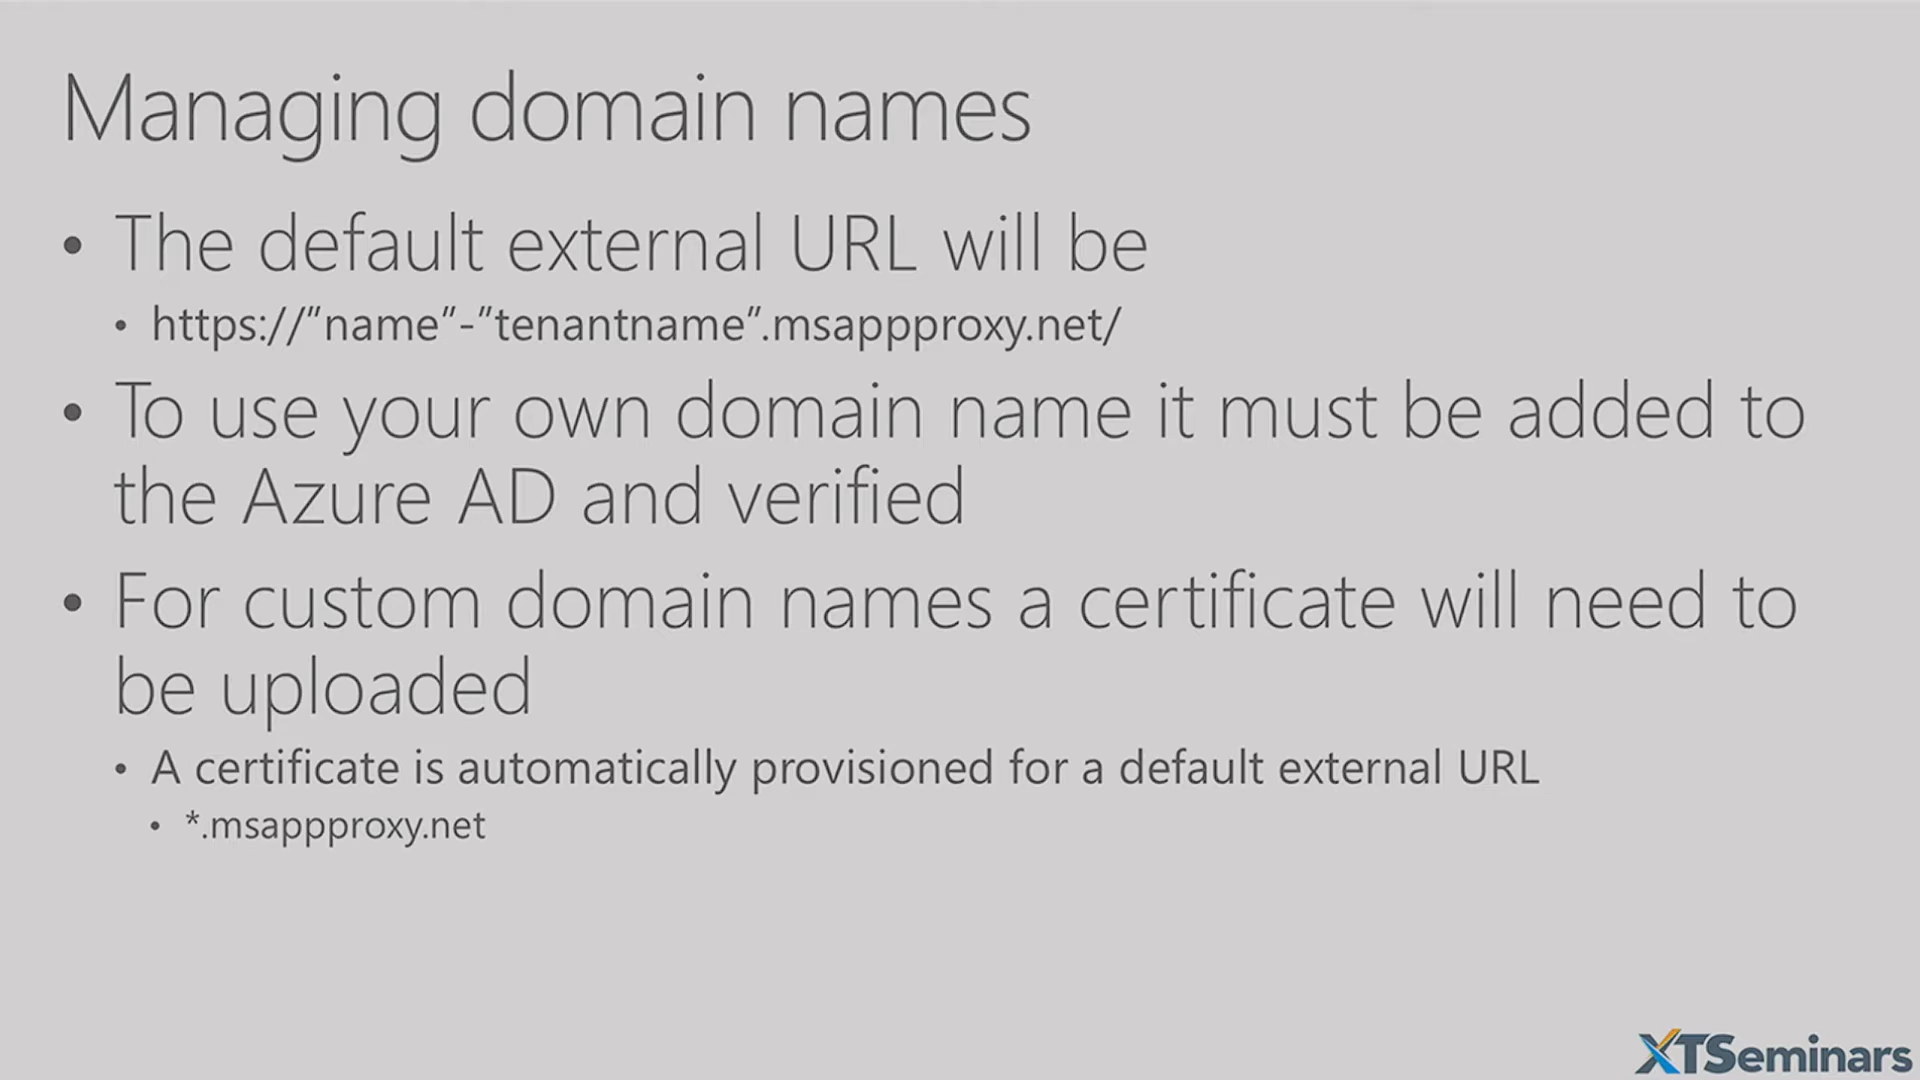 Managing domain names
• The default external URL will be
• https://”name”-”tenantname”.msappproxy.net/
• To use your own domain name it must be added to
the Azure AD and verified
• For custom domain names a certificate will need to
be uploaded
• A certificate is automatically provisioned for a default external URL
• *.msappproxy.net
XTSeminars